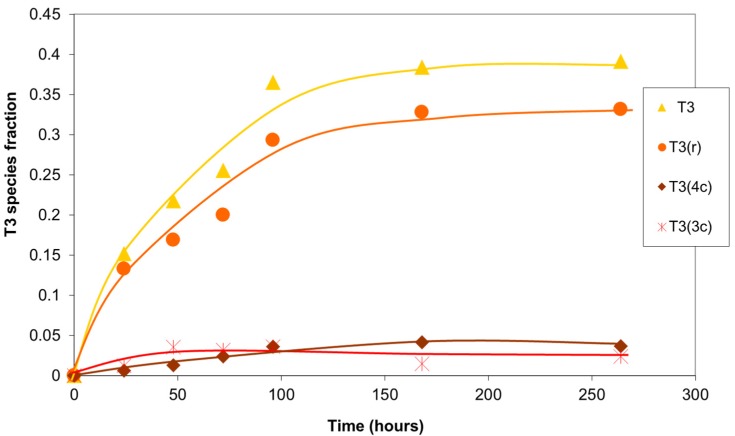 0.45
0.4
0.35
0.3
0.25
0.2
0.15
0.1
0.05
0
T3 species fraction
0 50 100 150 200 250 300
Time (hours)
T3
T3(r)
T3(4c)
T3(3c)